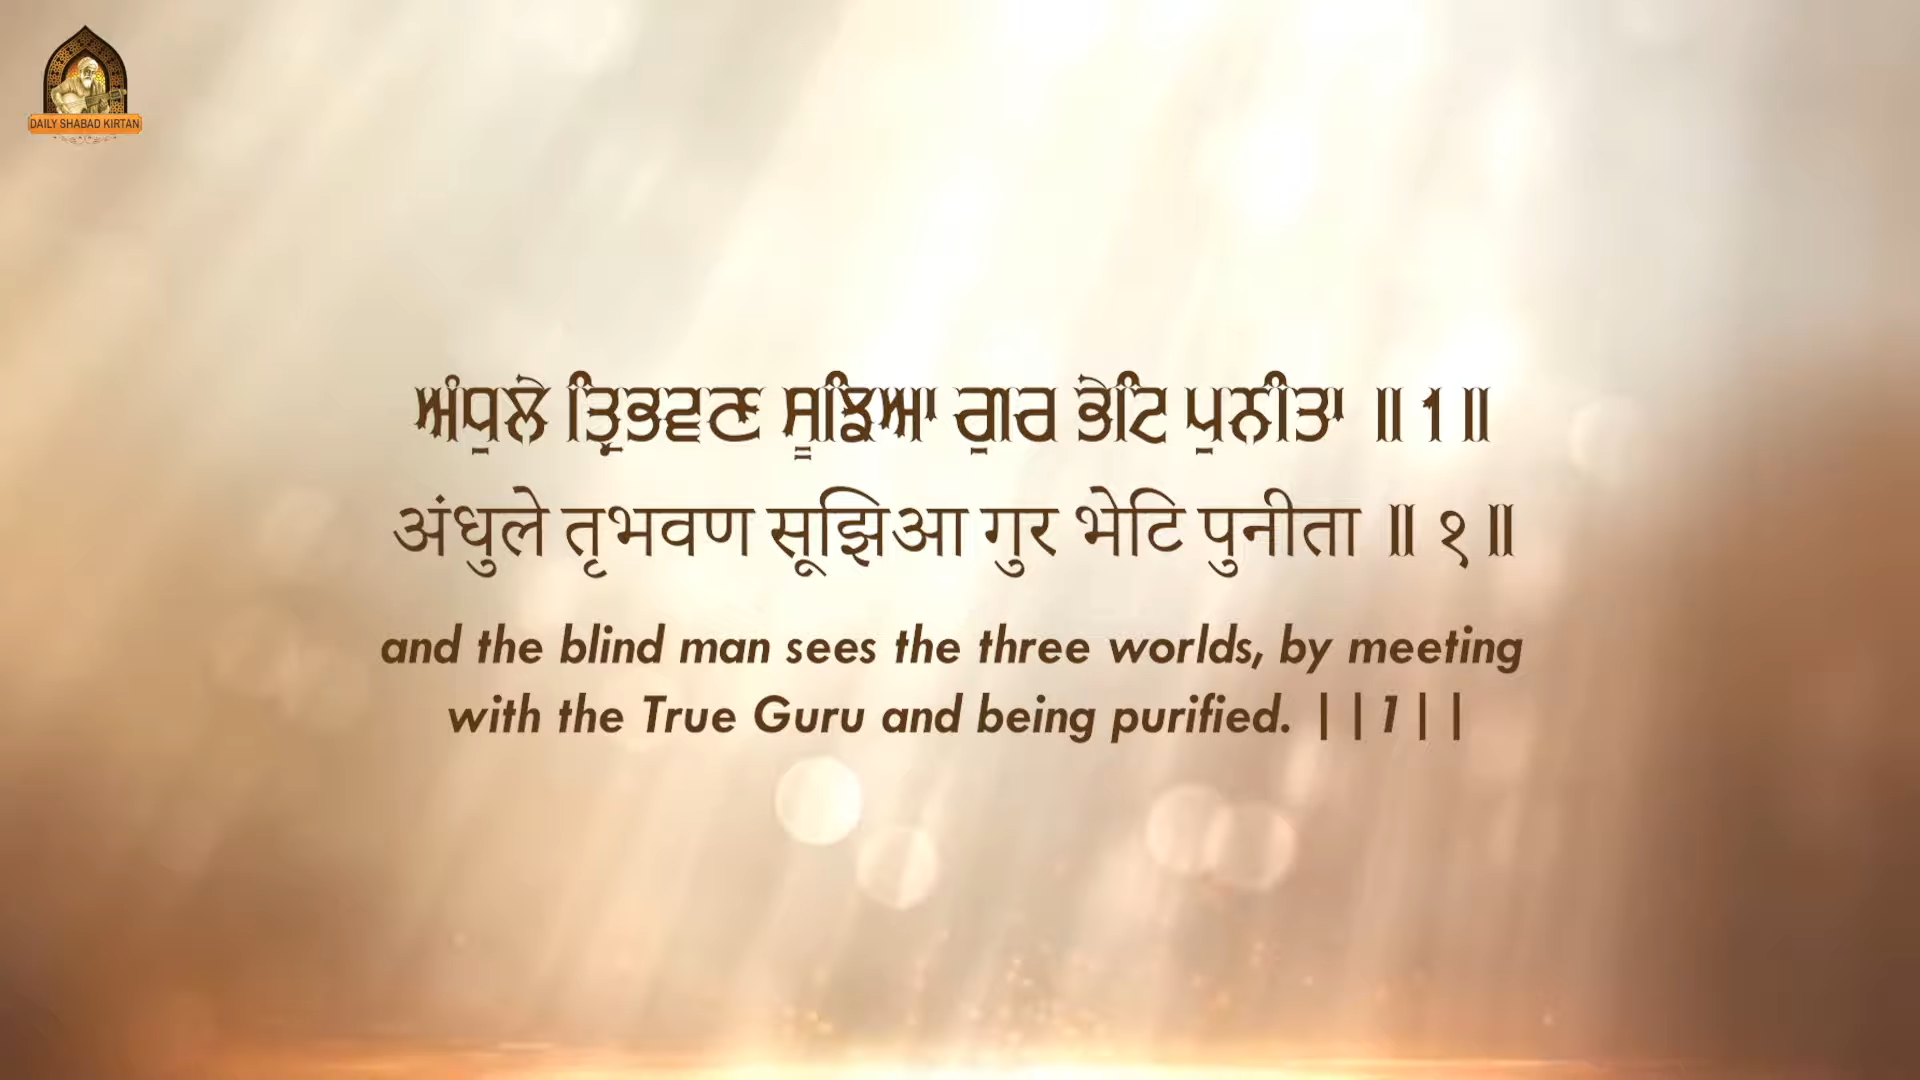 DAILY SHABAD KIRTAN
ਅੰਧੁਲੇ ਤ੍ਰਿਭਵਣ ਸੂਝਿਆ ਗੁਰ ਭੇਟਿ ਪੁਨੀਤਾ ॥1॥
अंधुले तृभवण सूझिआ गुर भेटि पुनीता ॥१॥
and the blind man sees the three worlds, by meeting
with the True Guru and being purified. ||1||